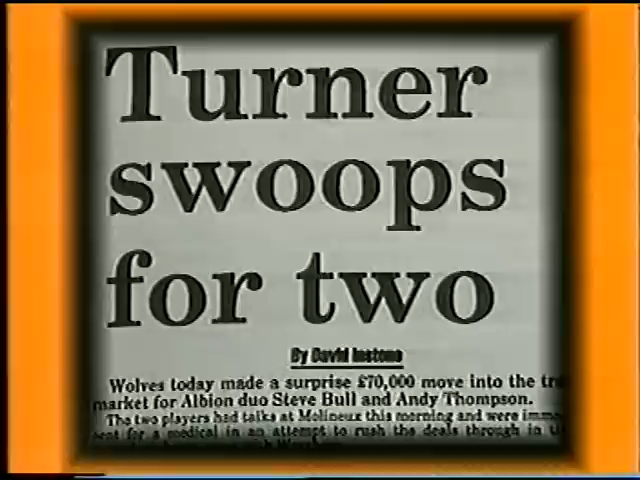 Turner
swoops
for two
By David Instone
Wolves today made a surprise £70,000 move into the
market for Albion duo Steve Bull and Andy Thompson.
The two players had talks at Molineux this morning and were
sent for a medical in an attempt to rush the deals through in